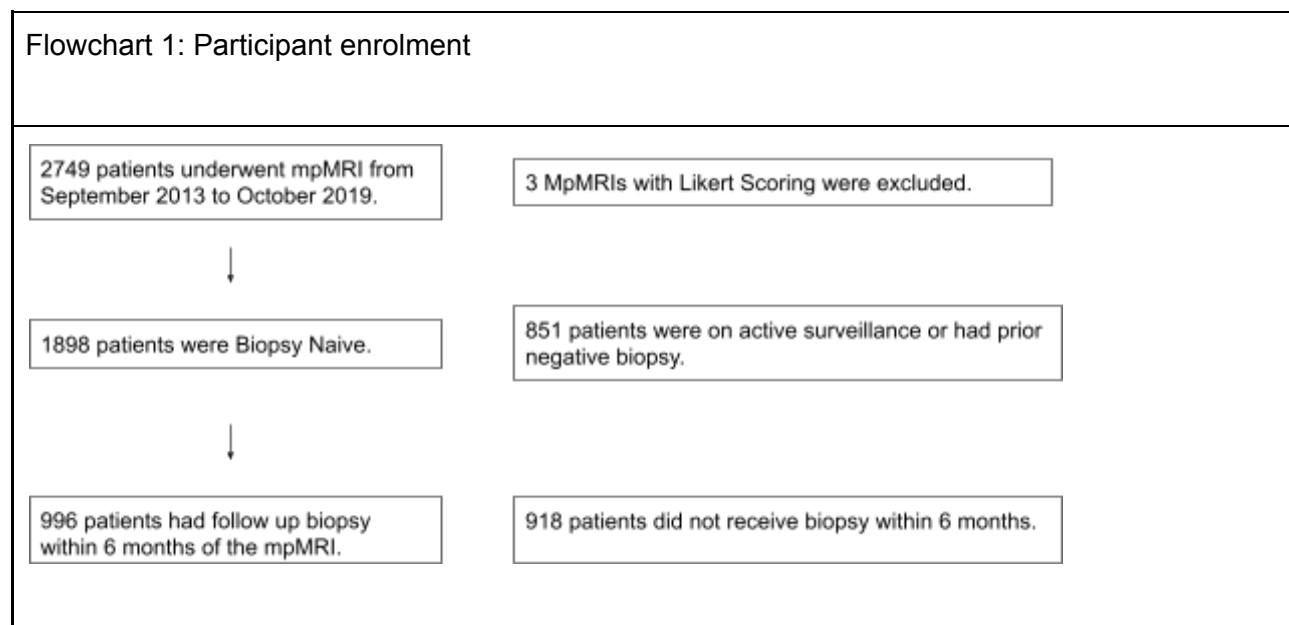 Flowchart 1: Participant enrolment
2749 patients underwent mpMRI from
September 2013 to October 2019.
3 MpMRIs with Likert Scoring were excluded.
1898 patients were Biopsy Naive.
851 patients were on active surveillance or had prior
negative biopsy.
996 patients had follow up biopsy
within 6 months of the mpMRI.
918 patients did not receive biopsy within 6 months.